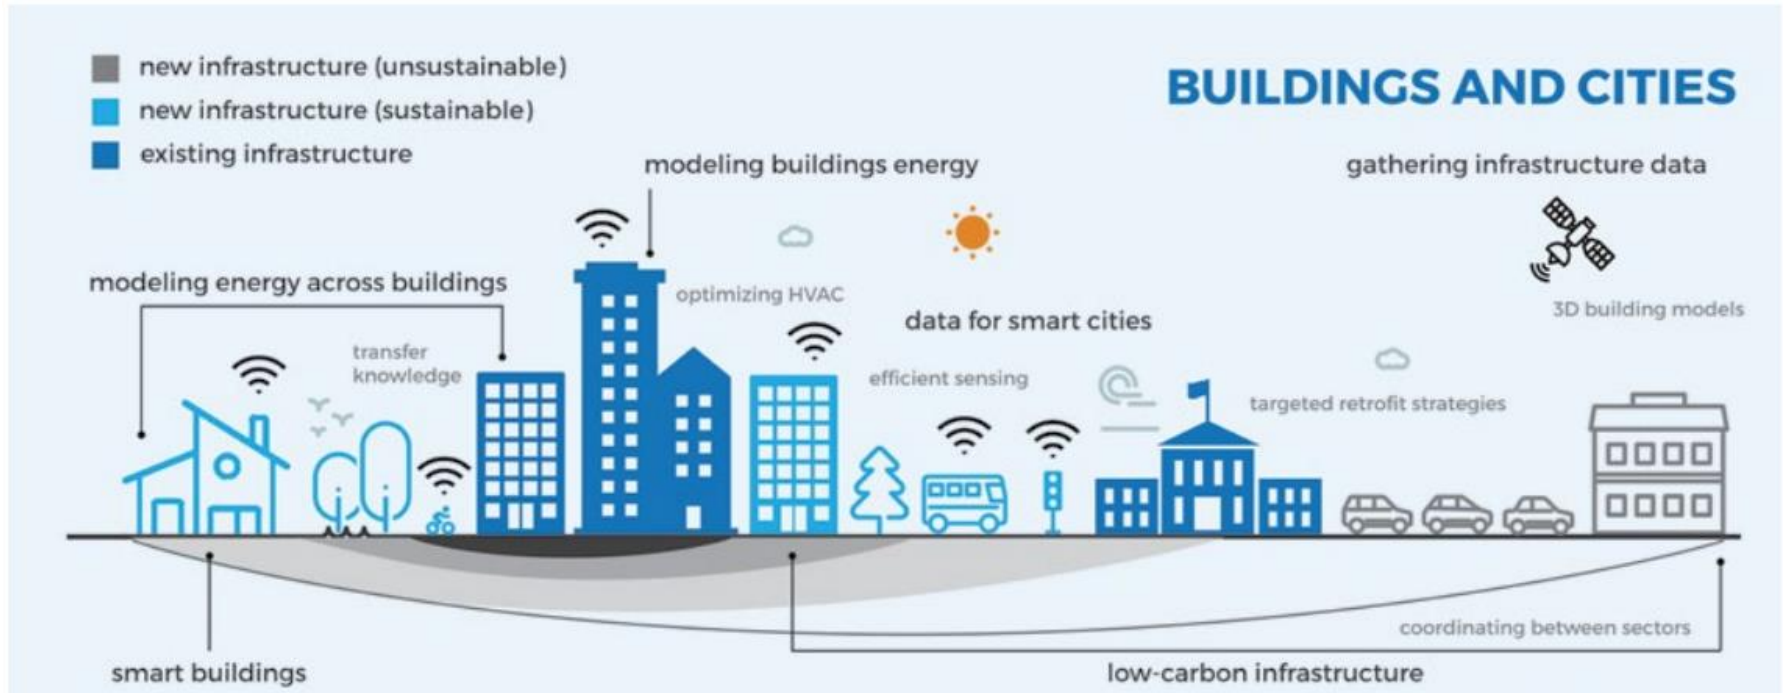 new infrastructure (unsustainable)
new infrastructure (sustainable)
existing infrastructure
BUILDINGS AND CITIES
modeling buildings energy
gathering infrastructure data
modeling energy across buildings
optimizing HVAC
data for smart cities
3D building models
transfer
knowledge
efficient sensing
targeted retrofit strategies
coordinating between sectors
smart buildings
low-carbon infrastructure